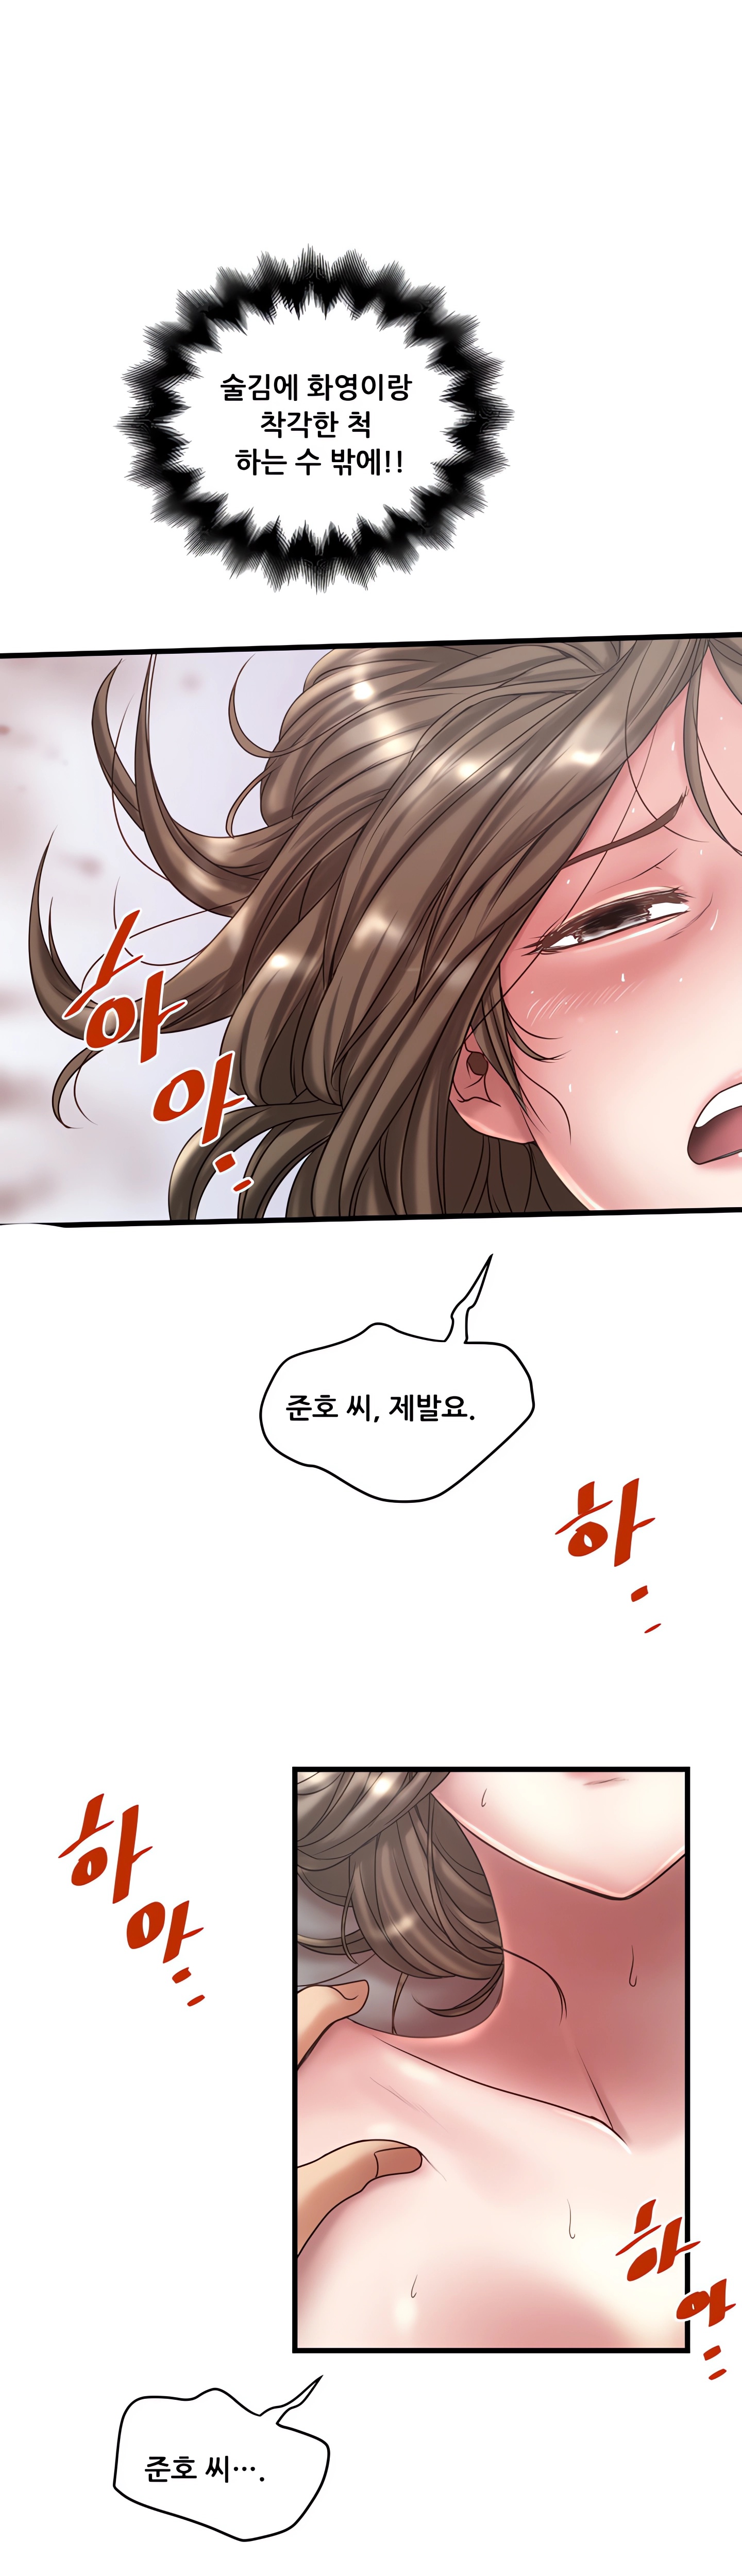 술김에 화영이랑
착각한 척
하는 수 밖에!!
하
아..
준호 씨, 제발요.
하..
하
아..
하
아..
준호 씨….